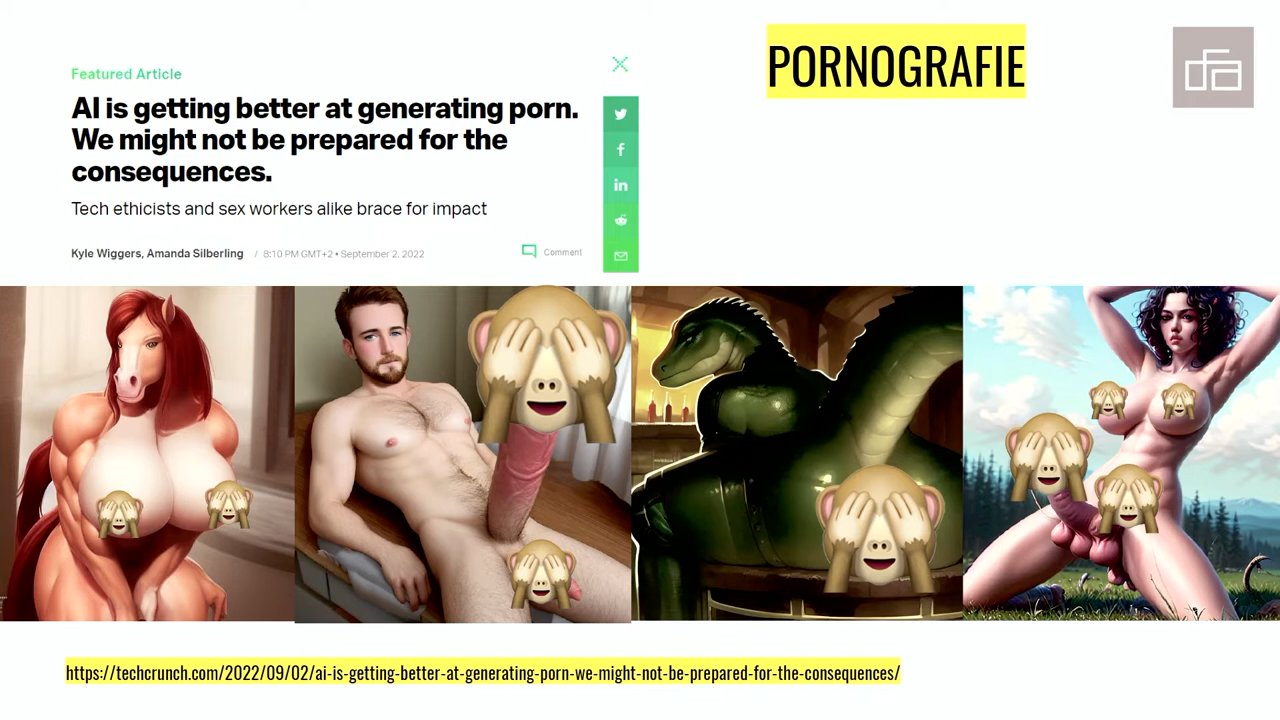 PORNOGRAFIE
dfa
Featured Article
AI is getting better at generating porn.
We might not be prepared for the
consequences.
Tech ethicists and sex workers alike brace for impact
Kyle Wiggers, Amanda Silberling / 8:10 PM GMT+2 • September 2, 2022
Comment
https://techcrunch.com/2022/09/02/ai-is-getting-better-at-generating-porn-we-might-not-be-prepared-for-the-consequences/